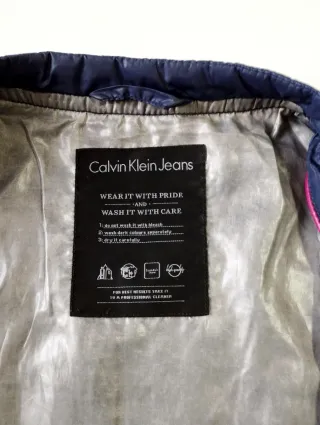 Calvin Klein Jeans
WEAR IT WITH PRIDE
·AND·
WASH IT WITH CARE
1: do not wash it with bleach.
2: wash dark colours separately.
3: dry it carefully.
FOR BEST RESULTS TAKE IT
TO A PROFESSIONAL CLEANER